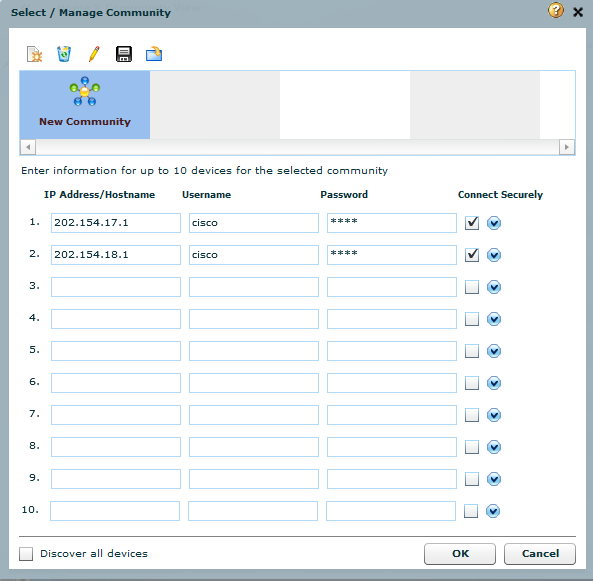 Select / Manage Community
New Community
Enter information for up to 10 devices for the selected community
IP Address/Hostname Username Password Connect Securely
1. 202.154.17.1 cisco ****
2. 202.154.18.1 cisco ****
3.
4.
5.
6.
7.
8.
9.
10.
Discover all devices OK Cancel